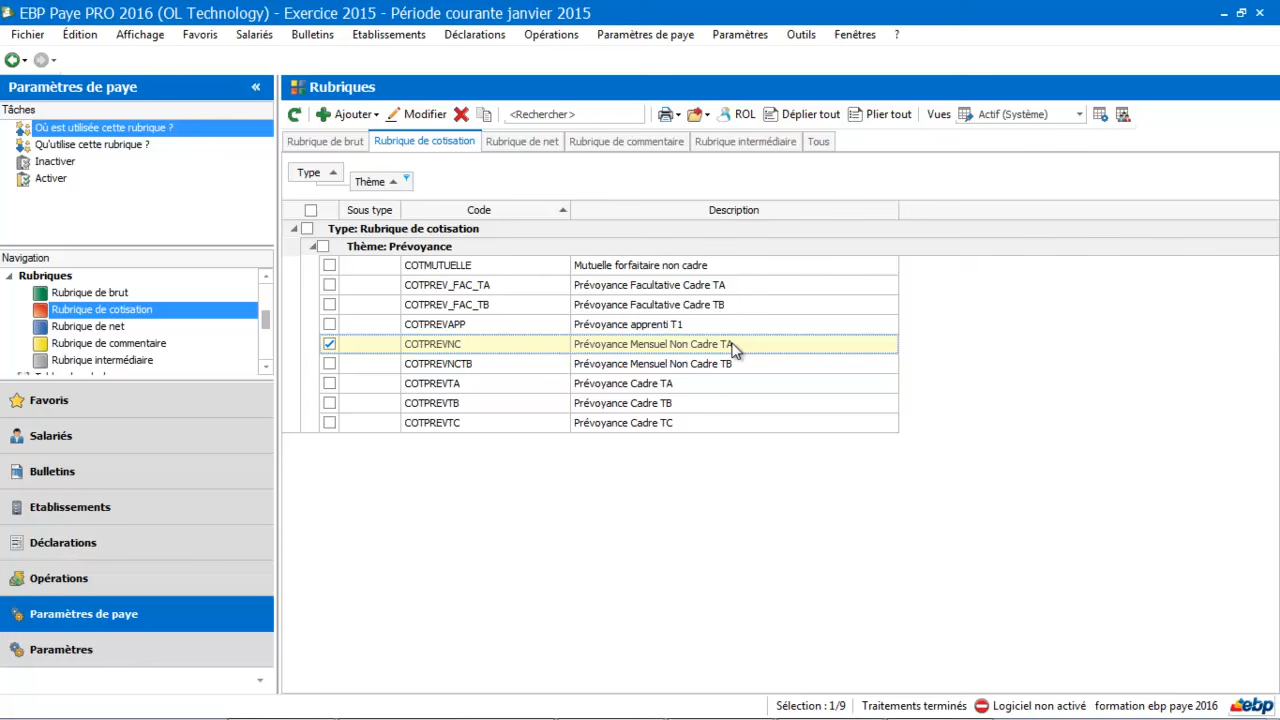 EBP Paye PRO 2016 (OL Technology) - Exercice 2015 - Période courante janvier 2015
Fichier Édition Affichage Favoris Salariés Bulletins Etablissements Déclarations Opérations Paramètres de paye Paramètres Outils Fenêtres ?
Paramètres de paye «
Tâches
Où est utilisée cette rubrique ?
Qu'utilise cette rubrique ?
Inactiver
Activer
Navigation
Rubriques
Rubrique de brut
Rubrique de cotisation
Rubrique de net
Rubrique de commentaire
Rubrique intermédiaire
Favoris
Salariés
Bulletins
Etablissements
Déclarations
Opérations
Paramètres de paye
Paramètres
Rubriques
Ajouter Modifier <Rechercher> ROL Déplier tout Plier tout Vues Actif (Système)
Rubrique de brut Rubrique de cotisation Rubrique de net Rubrique de commentaire Rubrique intermédiaire Tous
Type
Thème
Sous type Code Description
Type: Rubrique de cotisation
Thème: Prévoyance
COTMUTUELLE Mutuelle forfaitaire non cadre
COTPREV_FAC_TA Prévoyance Facultative Cadre TA
COTPREV_FAC_TB Prévoyance Facultative Cadre TB
COTPREVAPP Prévoyance apprenti T1
COTPREVNC Prévoyance Mensuel Non Cadre TA
COTPREVNCTB Prévoyance Mensuel Non Cadre TB
COTPREVTA Prévoyance Cadre TA
COTPREVTB Prévoyance Cadre TB
COTPREVTC Prévoyance Cadre TC
Sélection : 1/9 Traitements terminés Logiciel non activé formation ebp paye 2016 ebp